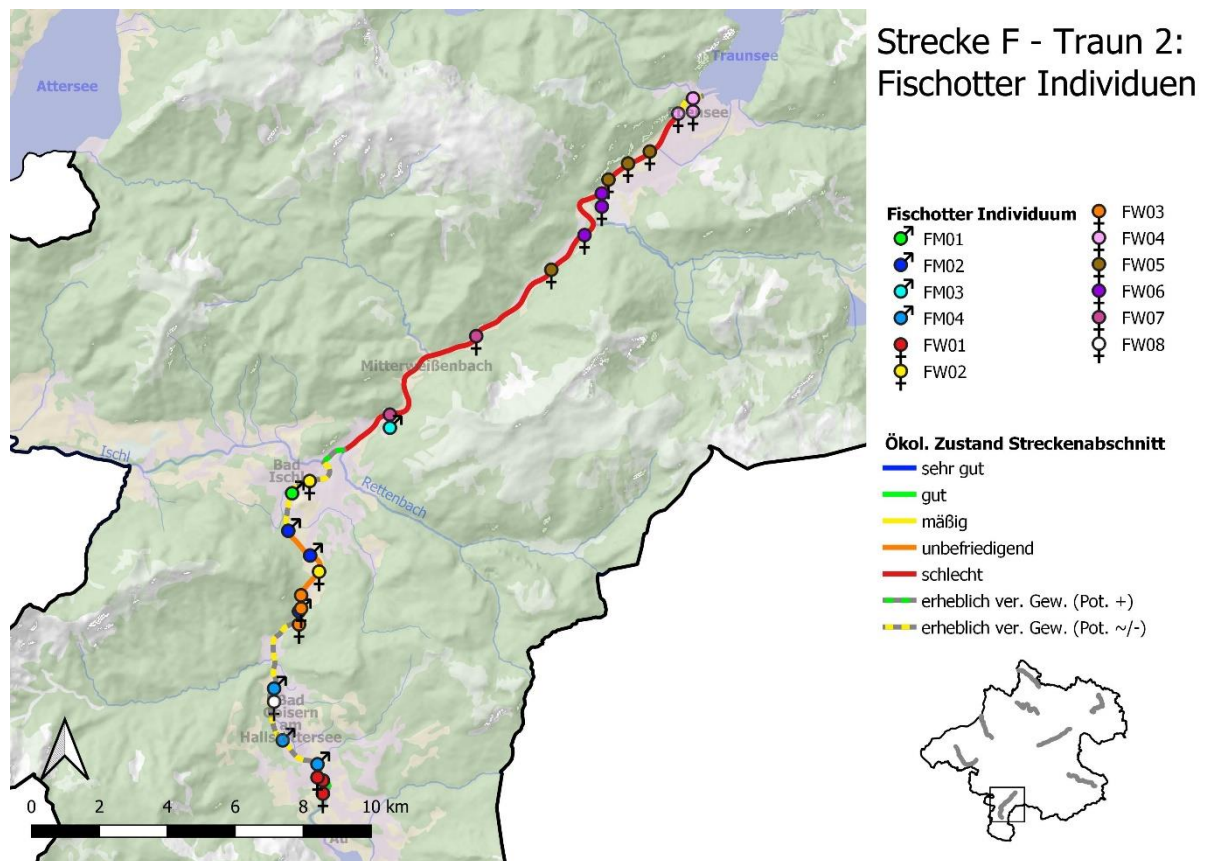 Strecke F - Traun 2:
Fischotter Individuen
Attersee
Traunsee
Mitterweißenbach
Ischl
Bad
Ischl
Rettenbach
Bad
am
0 2 4 6 8 10 km
Fischotter Individuum
FM01
FM02
FM03
FM04
FW01
FW02
FW03
FW04
FW05
FW06
FW07
FW08
Ökol. Zustand Streckenabschnitt
sehr gut
gut
mäßig
unbefriedigend
schlecht
erheblich ver. Gew. (Pot. +)
erheblich ver. Gew. (Pot. ~/-)